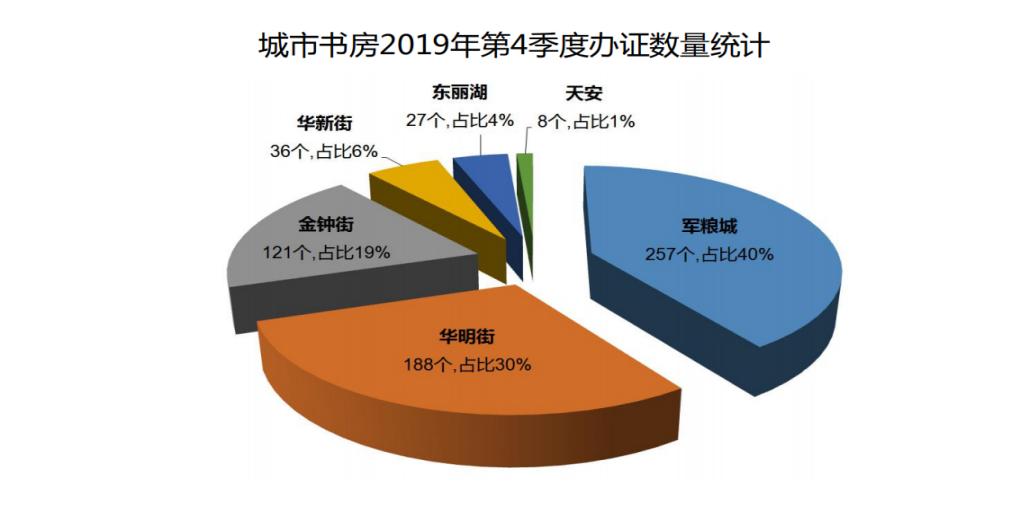 城市书房2019年第4季度办证数量统计
东丽湖
27个,占比4%
天安
8个,占比1%
华新街
36个,占比6%
金钟街
121个,占比19%
军粮城
257个,占比40%
华明街
188个,占比30%